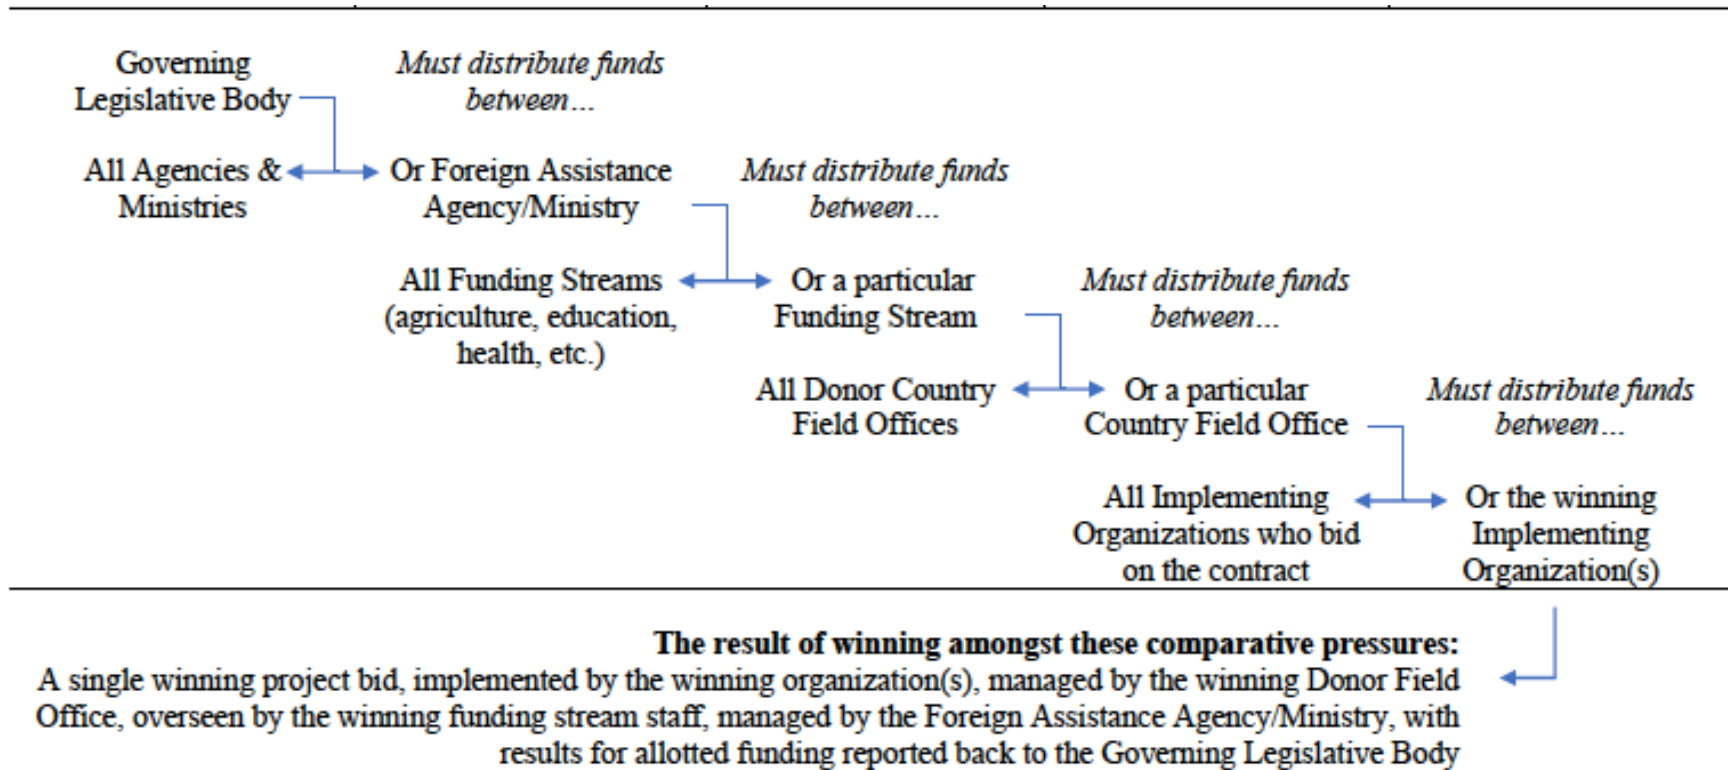 Governing
Legislative Body
Must distribute funds
between…
All Agencies &
Ministries
Or Foreign Assistance
Agency/Ministry
Must distribute funds
between…
All Funding Streams
(agriculture, education,
health, etc.)
Or a particular
Funding Stream
Must distribute funds
between…
All Donor Country
Field Offices
Or a particular
Country Field Office
Must distribute funds
between…
All Implementing
Organizations who bid
on the contract
Or the winning
Implementing
Organization(s)
The result of winning amongst these comparative pressures:
A single winning project bid, implemented by the winning organization(s), managed by the winning Donor Field
Office, overseen by the winning funding stream staff, managed by the Foreign Assistance Agency/Ministry, with
results for allotted funding reported back to the Governing Legislative Body